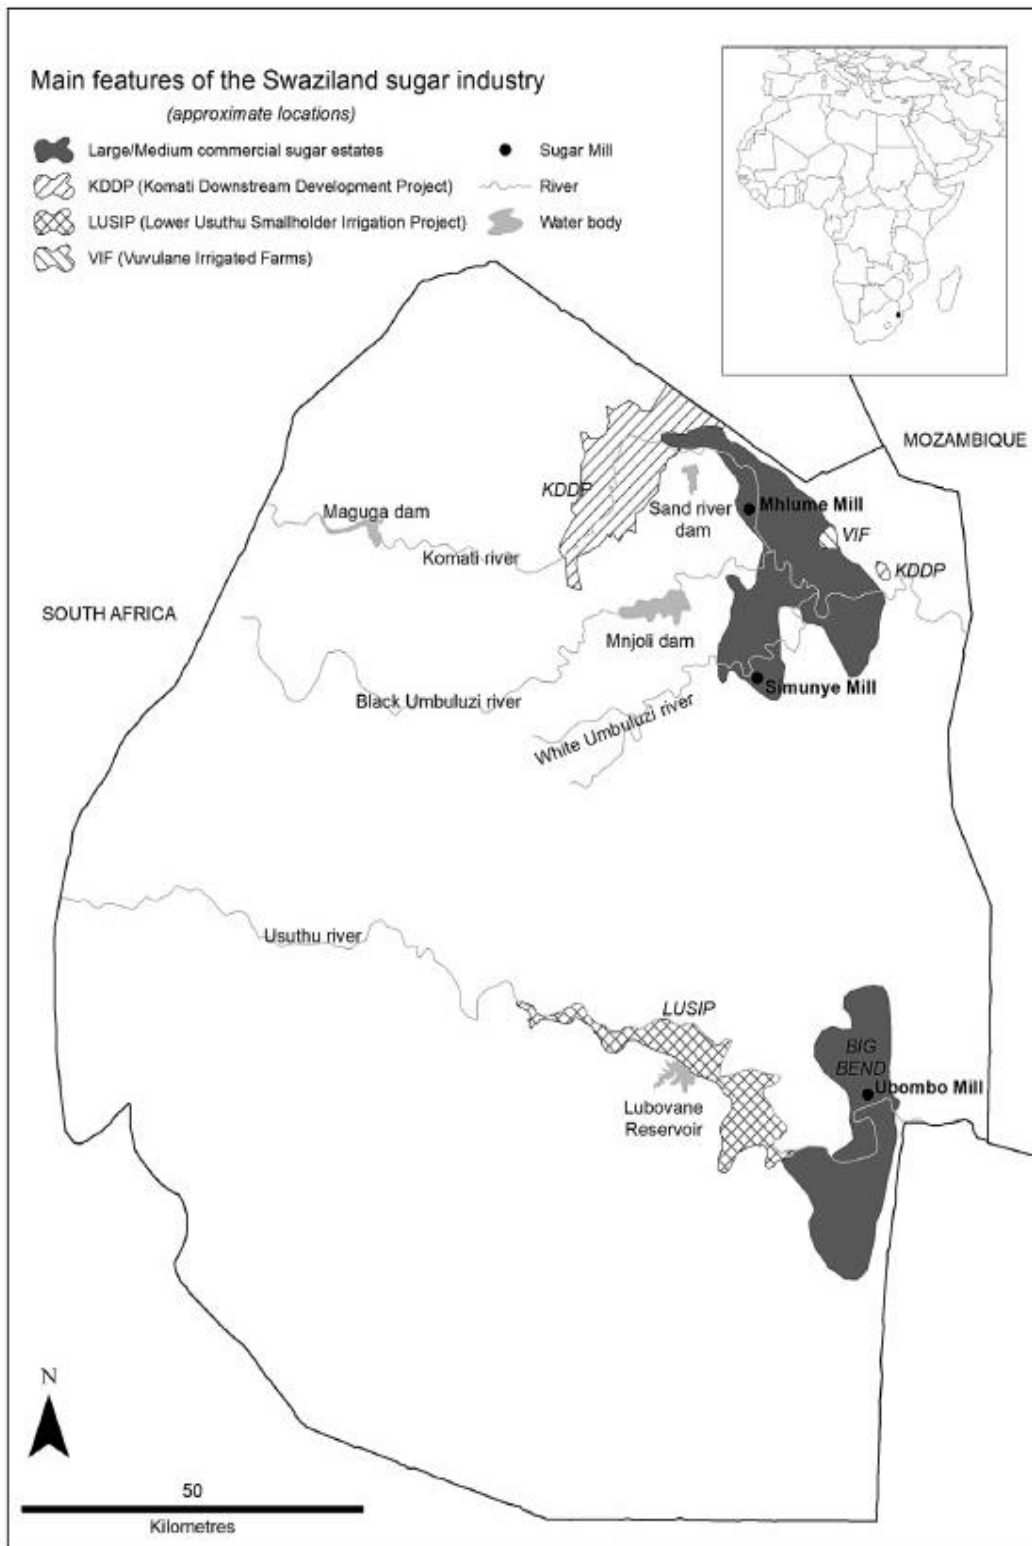 Main features of the Swaziland sugar industry
(approximate locations)
Large/Medium commercial sugar estates
Sugar Mill
KDDP (Komati Downstream Development Project)
River
LUSIP (Lower Usuthu Smallholder Irrigation Project)
Water body
VIF (Vuvulane Irrigated Farms)
MOZAMBIQUE
KDDP
Sand river
dam
Mhlume Mill
Maguga dam
VIF
Komati river
KDDP
SOUTH AFRICA
Mnjoli dam
Simunye Mill
Black Umbuluzi river
White Umbuluzi river
Usuthu river
LUSIP
BIG
BEND
Ubombo Mill
Lubovane
Reservoir
N
50
Kilometres